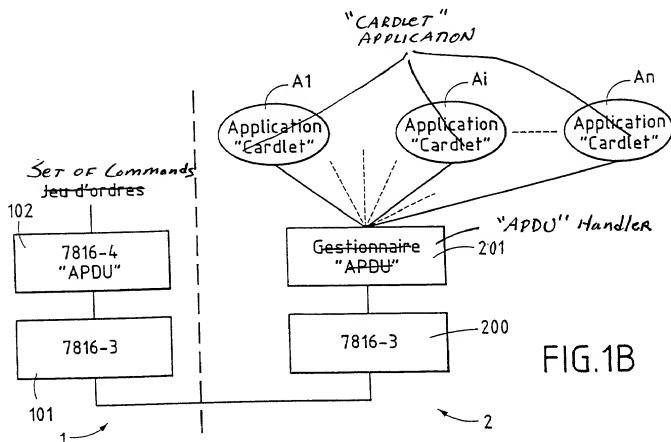 "CARDLET"
APPLICATION
A1
Ai
An
Application
"Cardlet"
Application
"Cardlet"
Application
"Cardlet"
SET OF Commands
Jeu d'ordres
102
7816-4
"APDU"
Gestionnaire
"APDU"
"APDU" Handler
201
7816-3
101
7816-3
200
FIG.1B
1
2